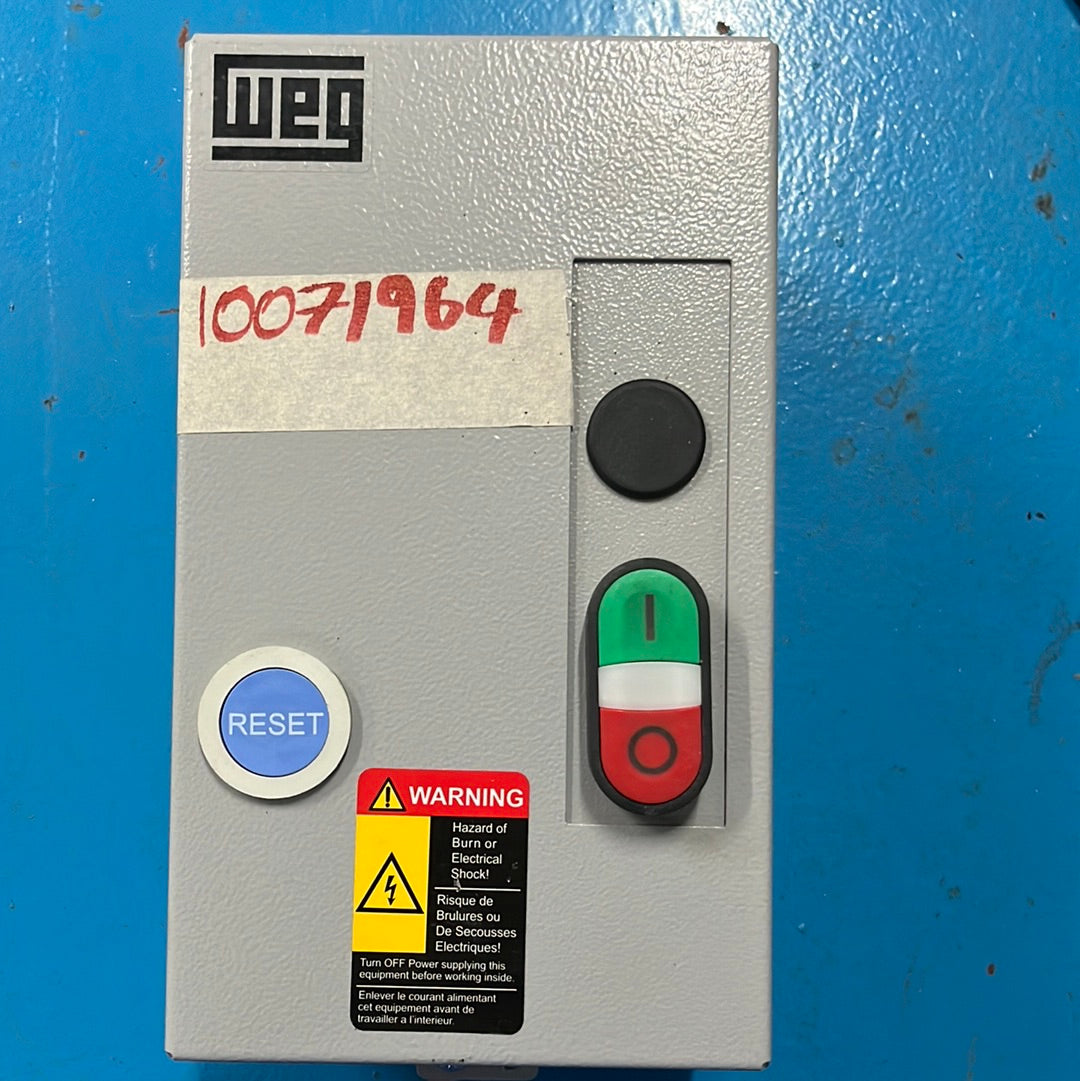 weg
10071964
I
O
RESET
WARNING
Hazard of
Burn or
Electrical
Shock!
Risque de
Brulures ou
De Secousses
Electriques!
Turn OFF Power supplying this
equipment before working inside.
Enlever le courant alimentant
cet equipement avant de
travailler a l'interieur.